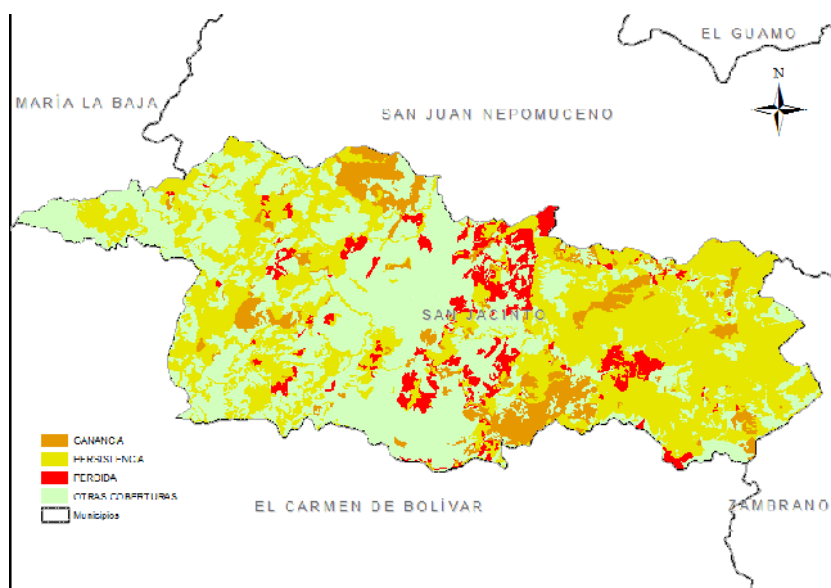 EL GUAMO
N
MARÍA LA BAJA
SAN JUAN NEPOMUCENO
SAN JACINTO
GANANCIA
PERSISTENCIA
PERDIDA
OTRAS COBERTURAS
Municipios
EL CARMEN DE BOLÍVAR
ZAMBRANO